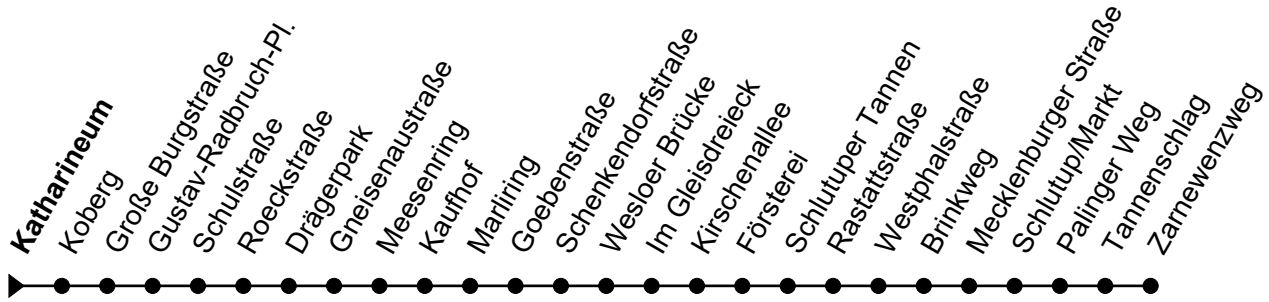 Katharineum
Koberg
Große Burgstraße
Gustav-Radbruch-Pl.
Schulstraße
Roeckstraße
Drägerpark
Gneisenaustraße
Meesenring
Kaufhof
Marliring
Goebenstraße
Schenkendorfstraße
Wesloer Brücke
Im Gleisdreieck
Kirschenallee
Försterei
Schlutuper Tannen
Rastattstraße
Westphalstraße
Brinkweg
Mecklenburger Straße
Schlutup/Markt
Palinger Weg
Tannenschlag
Zarnewenzweg